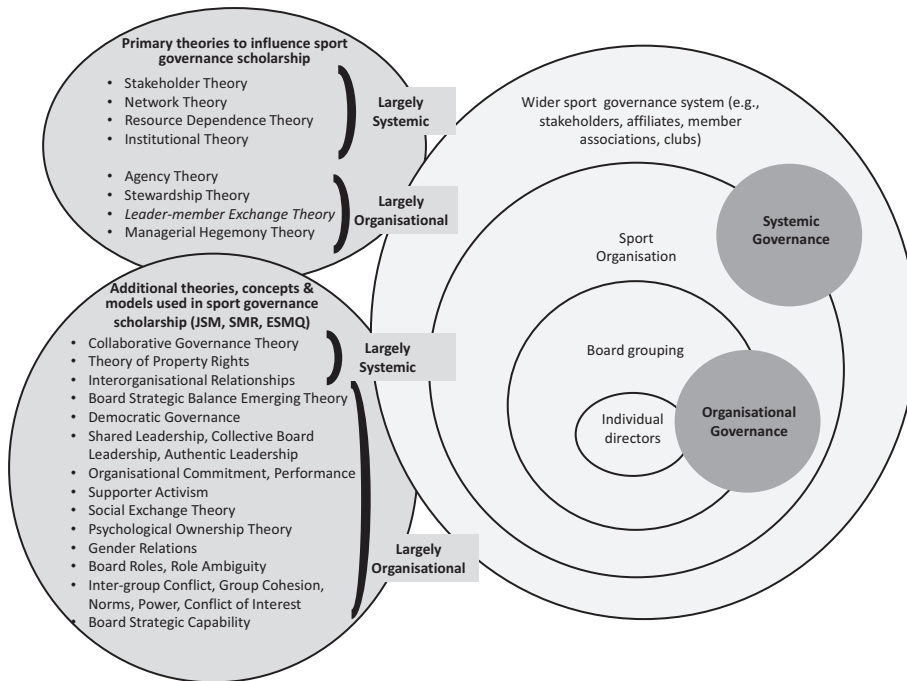 Primary theories to influence sport
governance scholarship
• Stakeholder Theory
• Network Theory
• Resource Dependence Theory
• Institutional Theory
Largely
Systemic
• Agency Theory
• Stewardship Theory
• Leader-member Exchange Theory
• Managerial Hegemony Theory
Largely
Organisational
Additional theories, concepts &
models used in sport governance
scholarship (JSM, SMR, ESMQ)
• Collaborative Governance Theory
• Theory of Property Rights
• Interorganisational Relationships
Largely
Systemic
• Board Strategic Balance Emerging Theory
• Democratic Governance
• Shared Leadership, Collective Board
Leadership, Authentic Leadership
• Organisational Commitment, Performance
• Supporter Activism
• Social Exchange Theory
• Psychological Ownership Theory
• Gender Relations
• Board Roles, Role Ambiguity
• Inter-group Conflict, Group Cohesion,
Norms, Power, Conflict of Interest
• Board Strategic Capability
Largely
Organisational
Wider sport governance system (e.g.,
stakeholders, affiliates, member
associations, clubs)
Systemic
Governance
Sport
Organisation
Board grouping
Individual
directors
Organisational
Governance